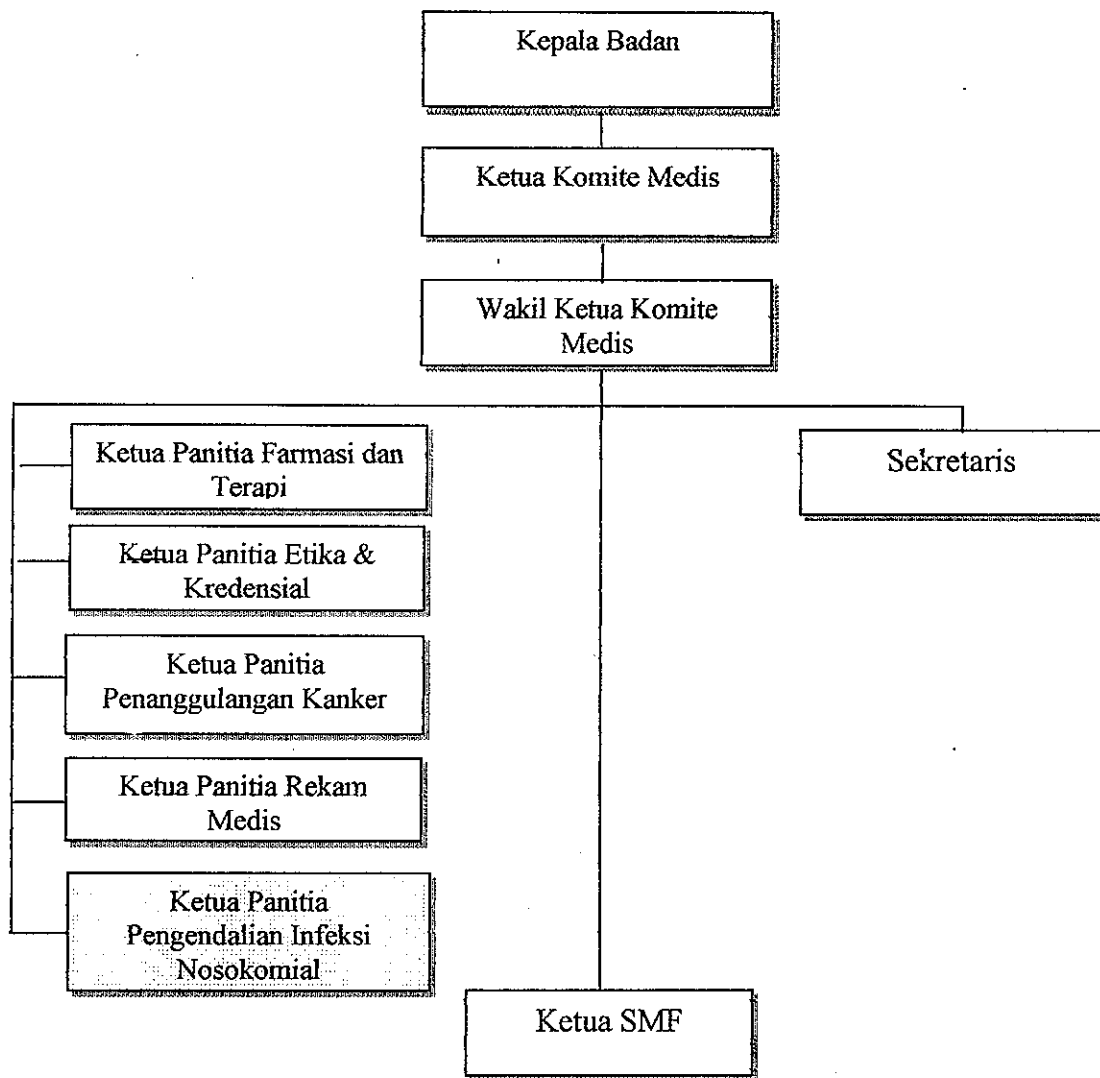 Kepala Badan
Ketua Komite Medis
Wakil Ketua Komite
Medis
Ketua Panitia Farmasi dan
Terapi
Sekretaris
Ketua Panitia Etika &
Kredensial
Ketua Panitia
Penanggulangan Kanker
Ketua Panitia Rekam
Medis
Ketua Panitia
Pengendalian Infeksi
Nosokomial
Ketua SMF